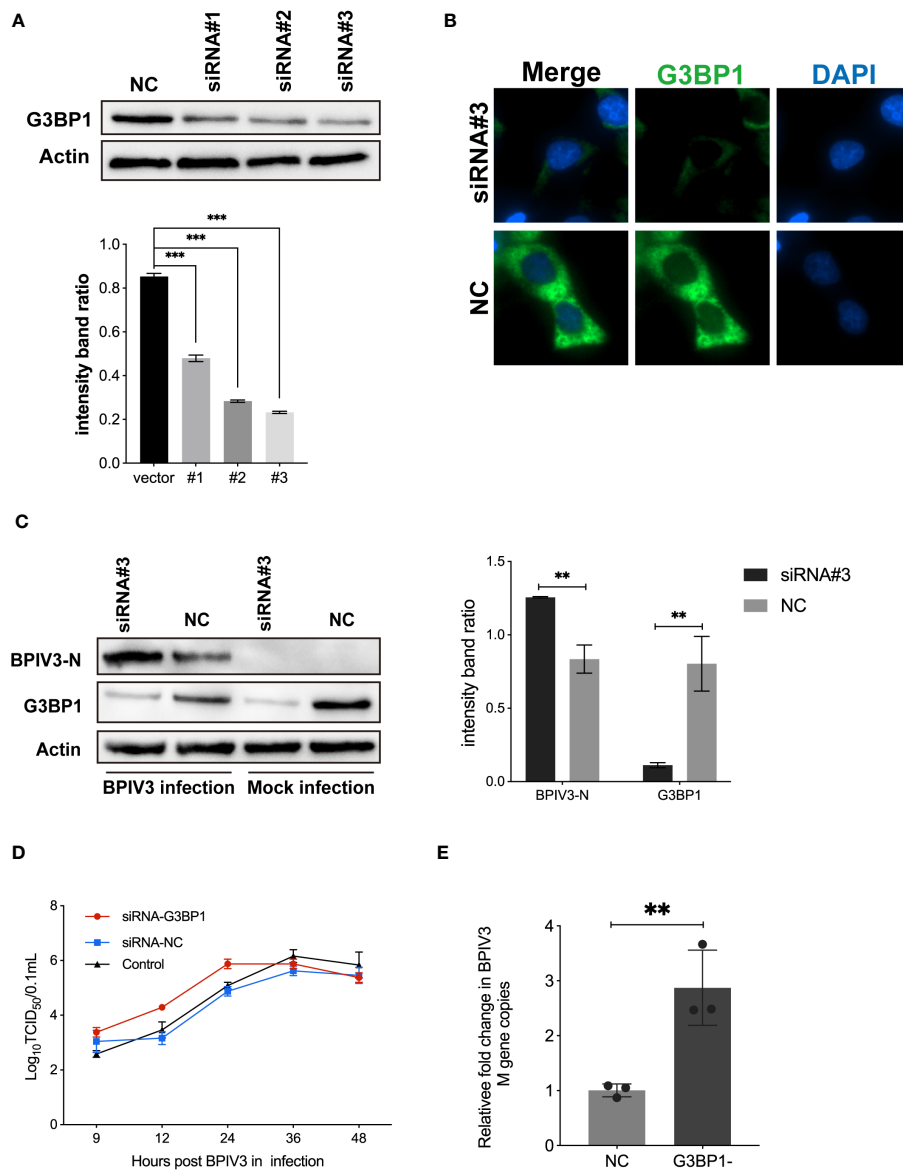 A
NC
siRNA#1
siRNA#2
siRNA#3
G3BP1
Actin
***
***
***
1.0
0.8
0.6
0.4
0.2
0.0
intensity band ratio
vector #1 #2 #3
B
Merge G3BP1 DAPI
siRNA#3
NC
C
siRNA#3
NC
siRNA#3
NC
BPIV3-N
G3BP1
Actin
BPIV3 infection Mock infection
1.5
1.0
0.5
0.0
intensity band ratio
**
**
BPIV3-N G3BP1
siRNA#3
NC
D
8
6
4
2
0
Log10TCID50/0.1mL
siRNA-G3BP1
siRNA-NC
Control
9 12 24 36 48
Hours post BPIV3 in infection
E
4
3
2
1
0
Relativee fold change in BPIV3
M gene copies
**
NC G3BP1-